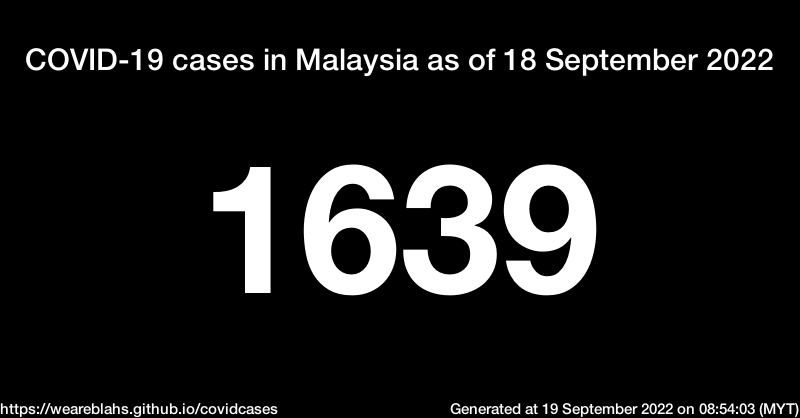 COVID-19 cases in Malaysia as of 18 September 2022
1639
https://weareblahs.github.io/covidcases
Generated at 19 September 2022 on 08:54:03 (MYT)